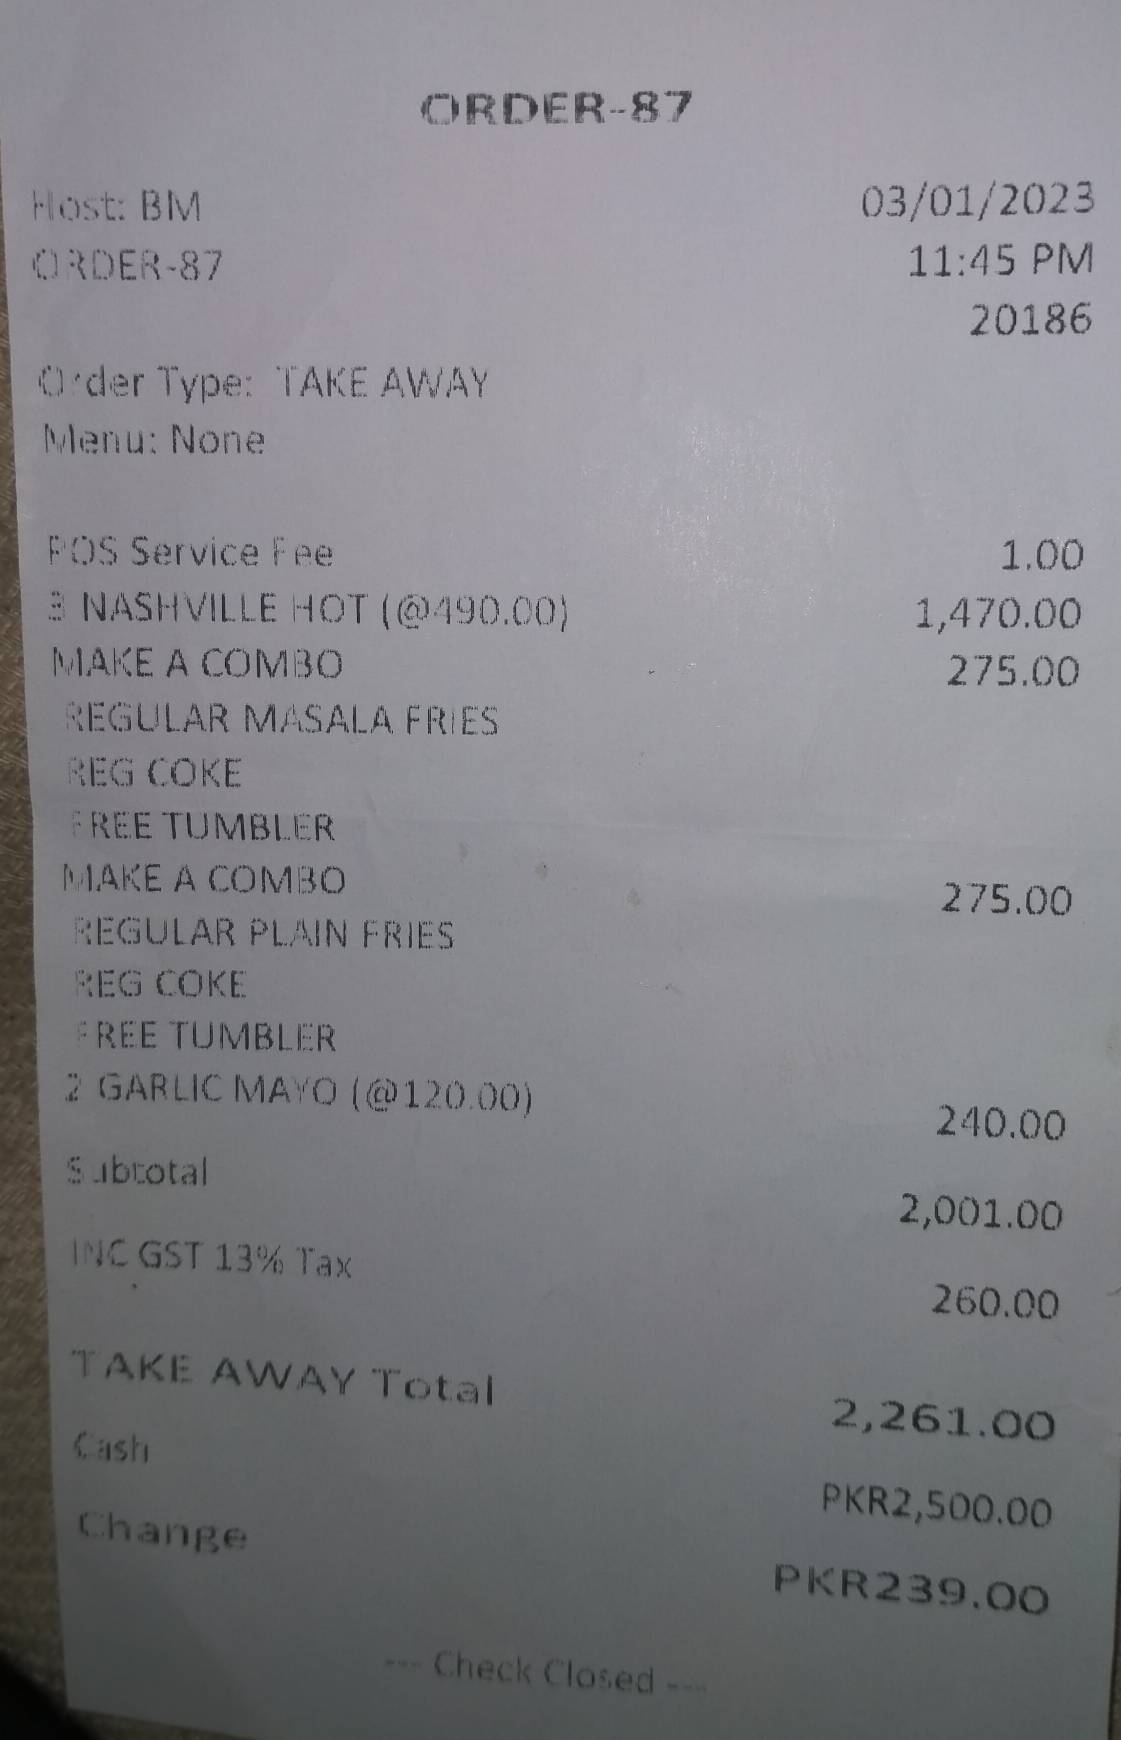 ORDER-87
Host: BM 03/01/2023
ORDER-87 11:45 PM
20186
Order Type: TAKE AWAY
Menu: None
POS Service Fee 1.00
3 NASHVILLE HOT (@490.00) 1,470.00
MAKE A COMBO 275.00
REGULAR MASALA FRIES
REG COKE
FREE TUMBLER
MAKE A COMBO 275.00
REGULAR PLAIN FRIES
REG COKE
FREE TUMBLER
2 GARLIC MAYO (@120.00) 240.00
Subtotal 2,001.00
INC GST 13% Tax 260.00
TAKE AWAY Total 2,261.00
Cash PKR2,500.00
Change PKR239.00
--- Check Closed ---